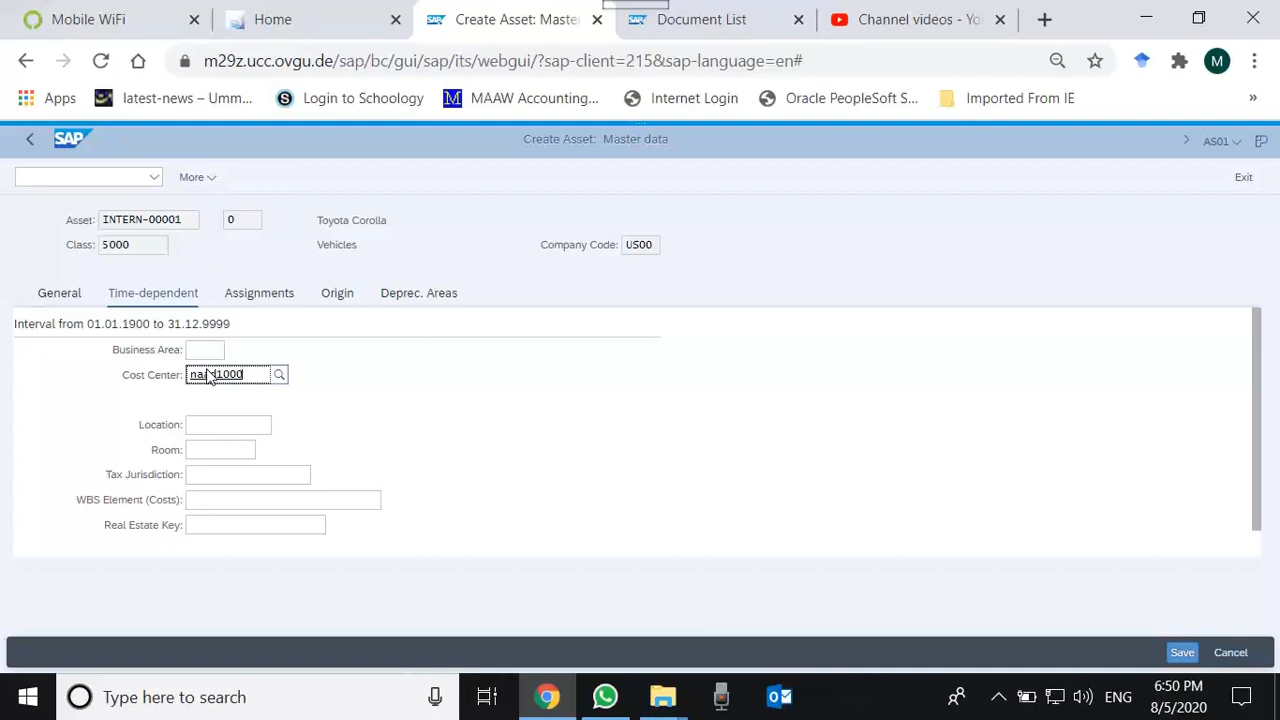 Mobile WiFi
Home
Create Asset: Maste
Document List
Channel videos - Yo
m29z.ucc.ovgu.de/sap/bc/gui/sap/its/webgui/?sap-client=215&sap-language=en#
M
Apps
latest-news – Umm...
Login to Schoology
MAAW Accounting...
Internet Login
Oracle PeopleSoft S...
Imported From IE
SAP
Create Asset: Master data
AS01
More
Exit
Asset: INTERN-00001 0 Toyota Corolla
Class: 5000 Vehicles Company Code: US00
General Time-dependent Assignments Origin Deprec. Areas
Interval from 01.01.1900 to 31.12.9999
Business Area:
Cost Center:
Location:
Room:
Tax Jurisdiction:
WBS Element (Costs):
Real Estate Key:
Save Cancel
Type here to search
ENG
6:50 PM
8/5/2020